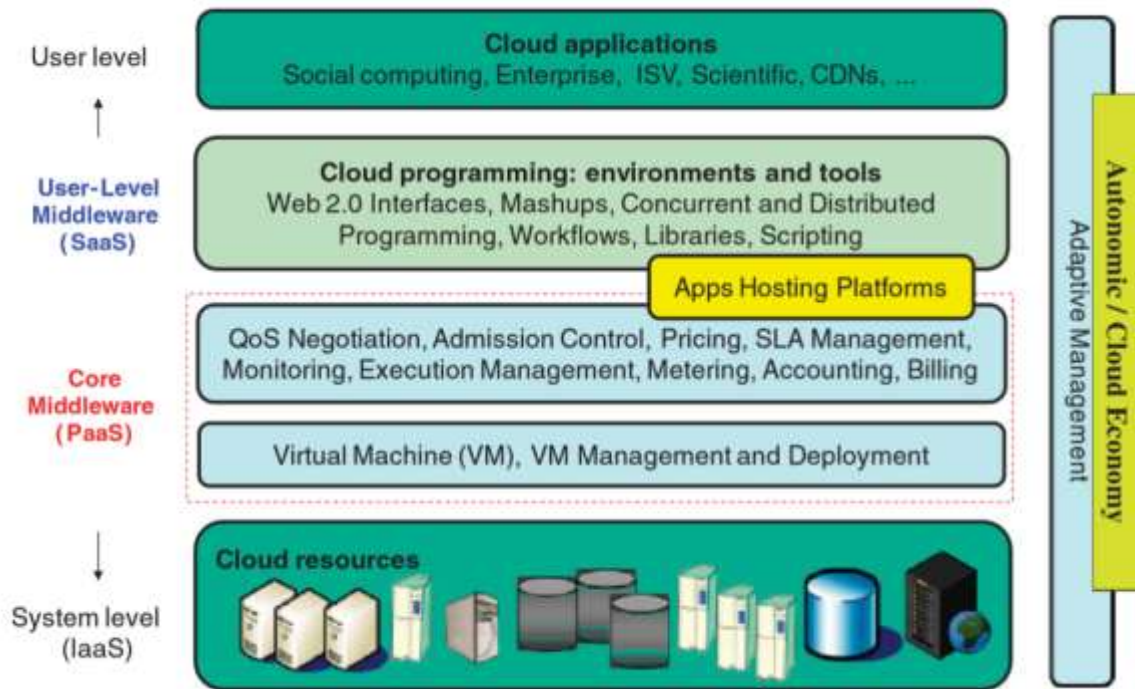 User level
Cloud applications
Social computing, Enterprise, ISV, Scientific, CDNs, ...
User-Level
Middleware
(SaaS)
Cloud programming: environments and tools
Web 2.0 Interfaces, Mashups, Concurrent and Distributed
Programming, Workflows, Libraries, Scripting
Apps Hosting Platforms
Core
Middleware
(PaaS)
QoS Negotiation, Admission Control, Pricing, SLA Management,
Monitoring, Execution Management, Metering, Accounting, Billing
Virtual Machine (VM), VM Management and Deployment
System level
(IaaS)
Cloud resources
Adaptive Management
Autonomic / Cloud Economy